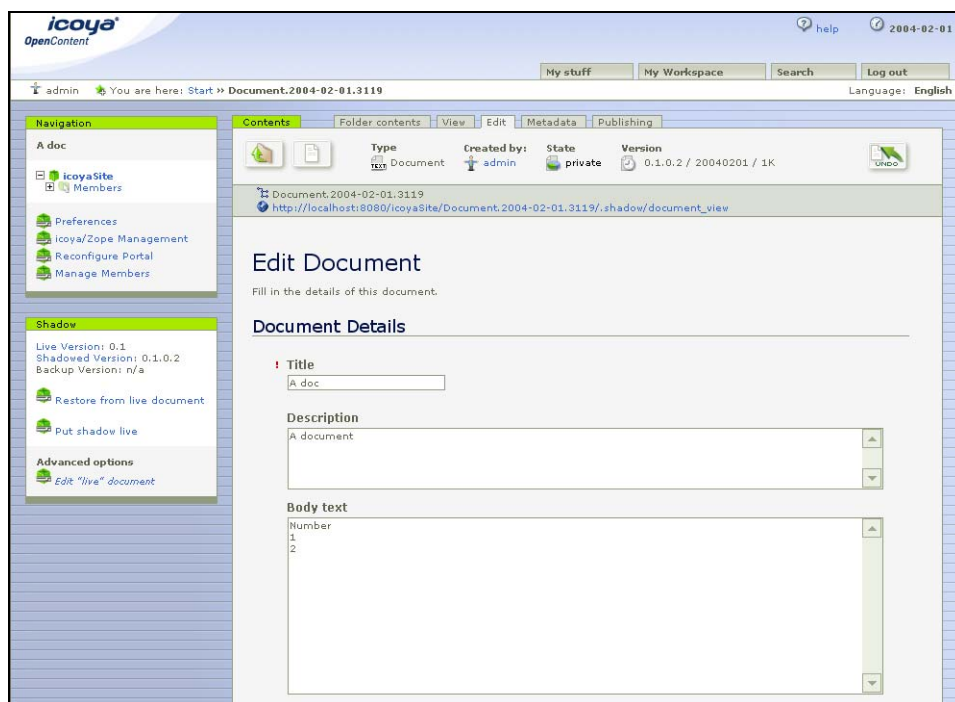 icoya
OpenContent
help 2004-02-01
My stuff My Workspace Search Log out
admin You are here: Start » Document.2004-02-01.3119 Language: English
Navigation
A doc
icoyaSite
Members
Preferences
icoya/Zope Management
Reconfigure Portal
Manage Members
Shadow
Live Version: 0.1
Shadowed Version: 0.1.0.2
Backup Version: n/a
Restore from live document
Put shadow live
Advanced options
Edit "live" document
Contents Folder contents View Edit Metadata Publishing
Type Created by: State Version
TEXT Document admin private 0.1.0.2 / 20040201 / 1K
UNDO
Document.2004-02-01.3119
http://localhost:8080/icoyaSite/Document.2004-02-01.3119/.shadow/document_view
Edit Document
Fill in the details of this document.
Document Details
! Title
A doc
Description
A document
Body text
Number
1
2